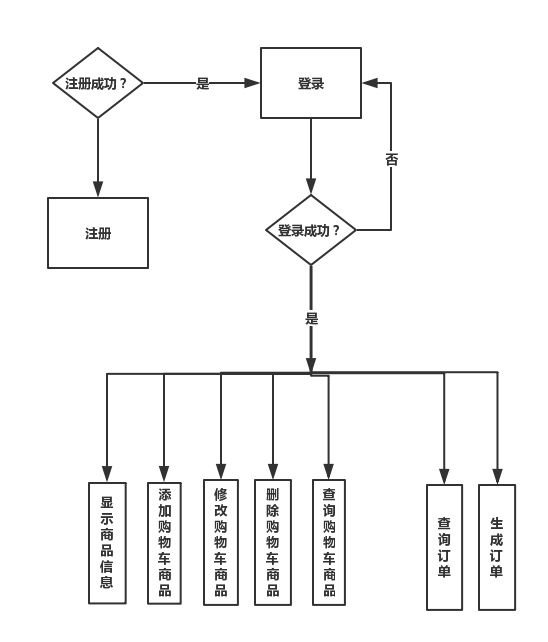 注册成功？
是
登录
否
注册
登录成功？
是
显示商品信息
添加购物车商品
修改购物车商品
删除购物车商品
查询购物车商品
查询订单
生成订单